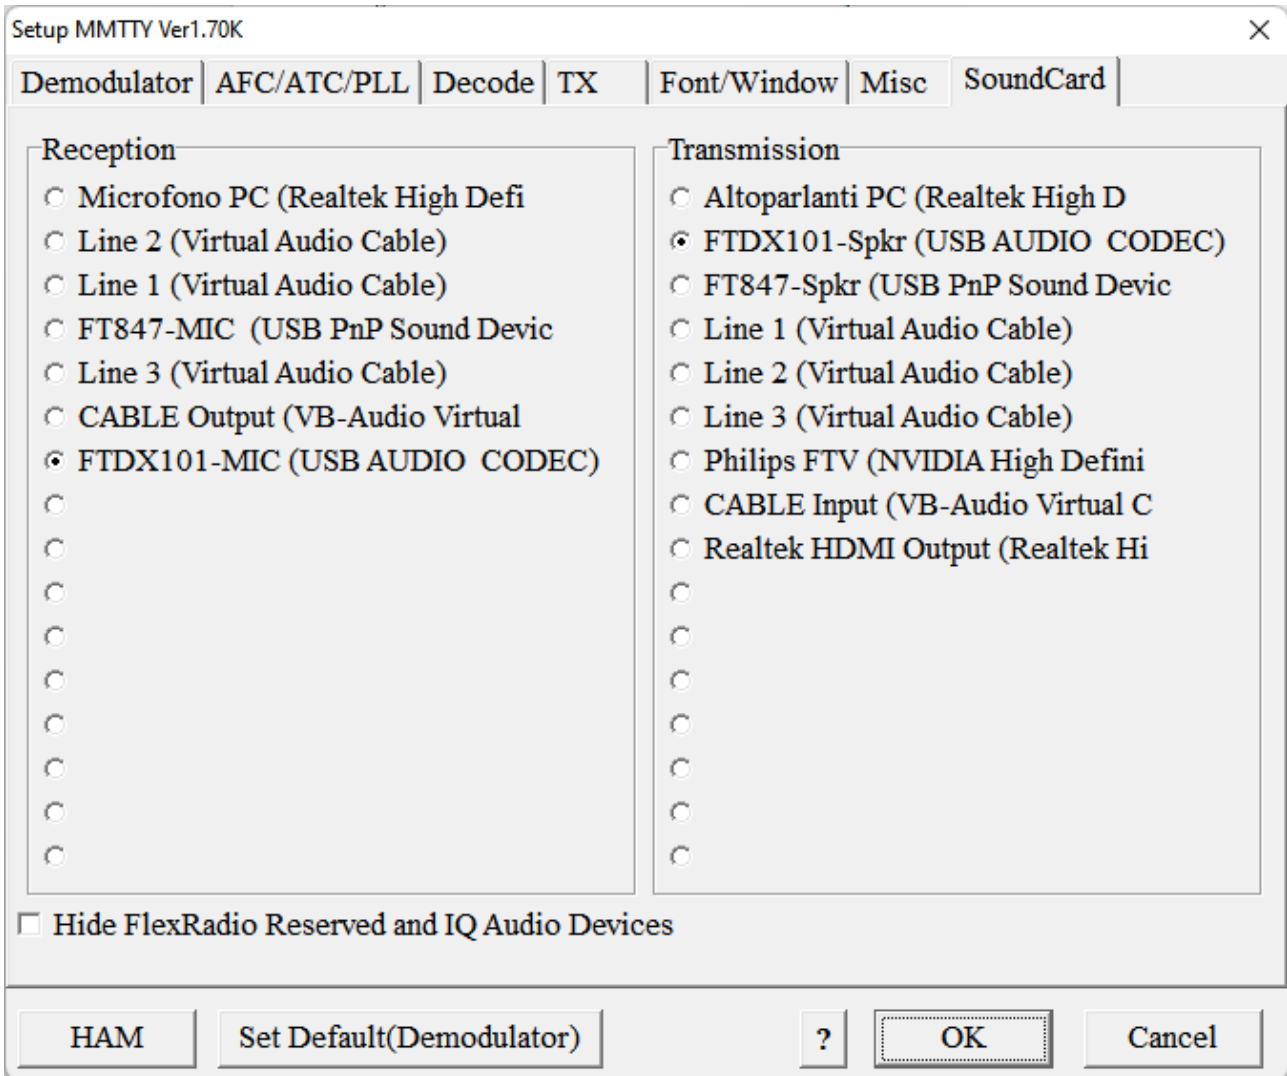 Setup MMTTY Ver1.70K
Demodulator AFC/ATC/PLL Decode TX Font/Window Misc SoundCard
Reception
Microfono PC (Realtek High Defi
Line 2 (Virtual Audio Cable)
Line 1 (Virtual Audio Cable)
FT847-MIC  (USB PnP Sound Devic
Line 3 (Virtual Audio Cable)
CABLE Output (VB-Audio Virtual
FTDX101-MIC (USB AUDIO  CODEC)
Transmission
Altoparlanti PC (Realtek High D
FTDX101-Spkr (USB AUDIO  CODEC)
FT847-Spkr (USB PnP Sound Devic
Line 1 (Virtual Audio Cable)
Line 2 (Virtual Audio Cable)
Line 3 (Virtual Audio Cable)
Philips FTV (NVIDIA High Defini
CABLE Input (VB-Audio Virtual C
Realtek HDMI Output (Realtek Hi
Hide FlexRadio Reserved and IQ Audio Devices
HAM Set Default(Demodulator) ? OK Cancel